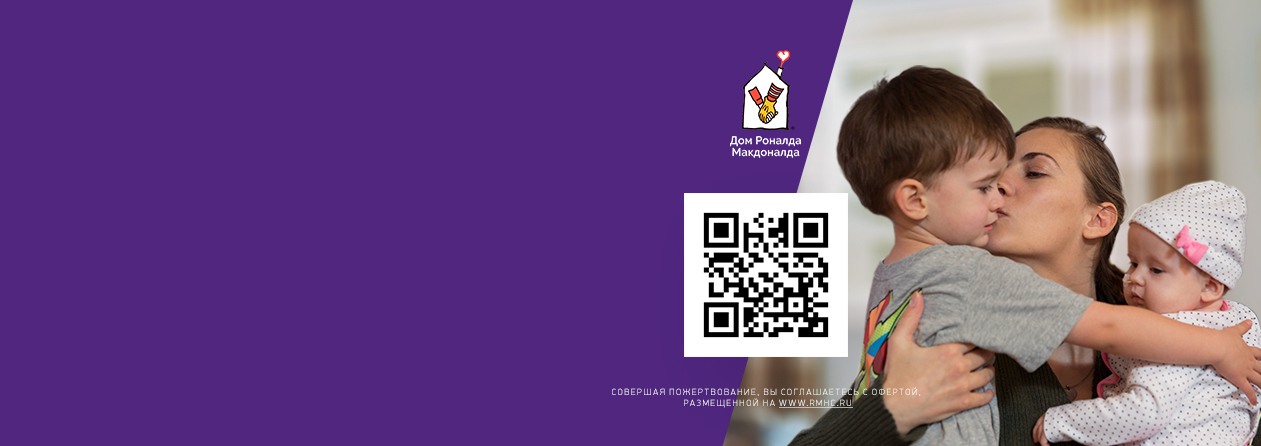 Дом Роналда
Макдоналда
СОВЕРШАЯ ПОЖЕРТВОВАНИЕ, ВЫ СОГЛАШАЕТЕСЬ С ОФЕРТОЙ,
РАЗМЕЩЕННОЙ НА WWW.RMHC.RU